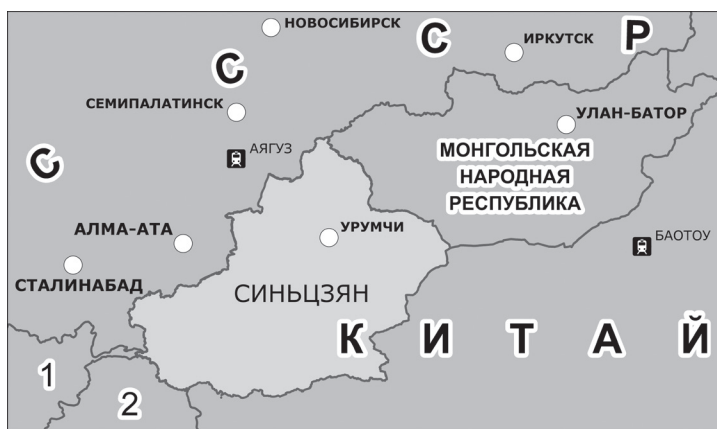 НОВОСИБИРСК
С С С Р
ИРКУТСК
СЕМИПАЛАТИНСК
УЛАН-БАТОР
АЯГУЗ
МОНГОЛЬСКАЯ
НАРОДНАЯ
РЕСПУБЛИКА
АЛМА-АТА
УРУМЧИ
БАОТОУ
СТАЛИНАБАД
СИНЬЦЗЯН
К И Т А Й
1
2